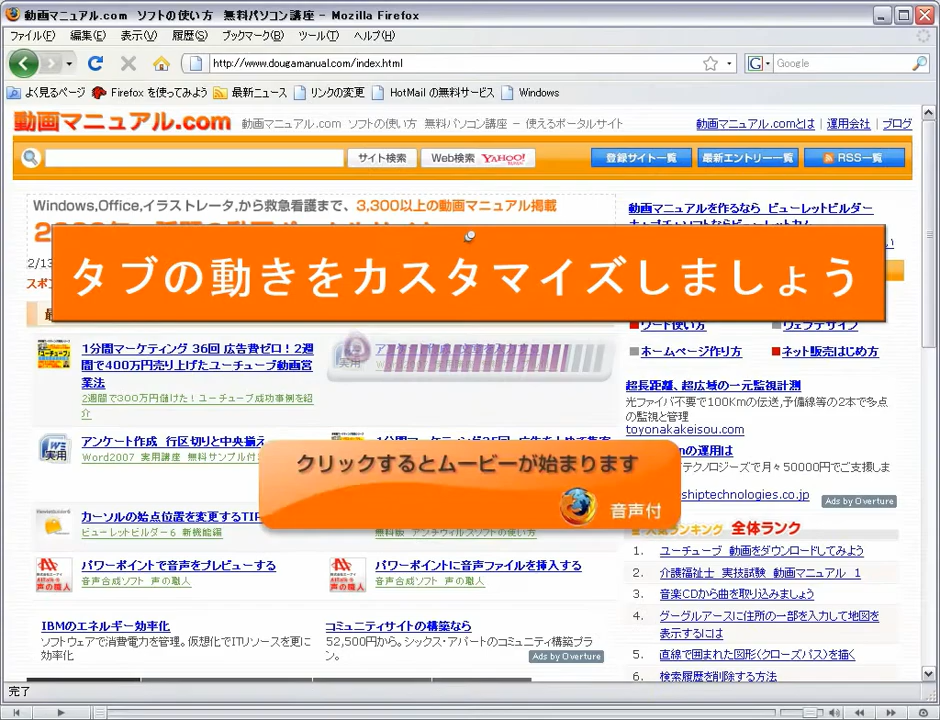 動画マニュアル.com ソフトの使い方 無料パソコン講座 - Mozilla Firefox
ファイル(F) 編集(E) 表示(V) 履歴(S) ブックマーク(B) ツール(T) ヘルプ(H)
http://www.dougamanual.com/index.html
Google
よく見るページ Firefox を使ってみよう 最新ニュース リンクの変更 HotMail の無料サービス Windows
動画マニュアル.com 動画マニュアル.com ソフトの使い方 無料パソコン講座 - 使えるポータルサイト
動画マニュアル.comとは | 運用会社 | ブログ
サイト検索 Web検索 YAHOO! 登録サイト一覧 最新エントリー一覧 RSS一覧
Windows,Office,イラストレータ,から救急看護まで、3,300以上の動画マニュアル掲載
動画マニュアルを作るなら ビューレットビルダー
2/13
タブの動きをカスタマイズしましょう
ワード使い方 ウェブデザイン
ホームページ作り方 ネット販売はじめ方
1分間マーケティング 36回 広告費ゼロ！2週
間で400万円売り上げたユーチューブ動画営
業法
2週間で300万円儲けた！ユーチューブ成功事例を紹
介
実用
超長距離、超広域の一元監視計測
光ファイバ不要で100Kmの伝送,予備線等の2本で多点
の監視と管理
toyonakakeisou.com
実用
アンケート作成 行区切りと中央揃え
Word2007 実用講座 無料サンプル付
の運用は
テクノロジーズで月々50000円でご支援しま
shiptechnologies.co.jp
Ads by Overture
クリックするとムービーが始まります
音声付
カーソルの始点位置を変更するTIP
ビューレットビルダー6 新機能編
無料版 アンチウィルスソフトの使い方
ランキング 全体ランク
パワーポイントで音声をプレビューする
音声合成ソフト 声の職人
パワーポイントに音声ファイルを挿入する
音声合成ソフト 声の職人
1. ユーチューブ 動画をダウンロードしてみよう
2. 介護福祉士 実技試験 動画マニュアル 1
3. 音楽CDから曲を取り込みましょう
4. グーグルアースに住所の一部を入力して地図を
表示するには
5. 直線で囲まれた図形(クローズパス)を描く
6. 検索履歴を削除する方法
IBMのエネルギー効率化
ソフトウェアで消費電力を管理。仮想化でITリソースを更に
効率化
コミュニティサイトの構築なら
52,500円から。シックス・アパートのコミュニティ構築プラ
ン。
Ads by Overture
完了